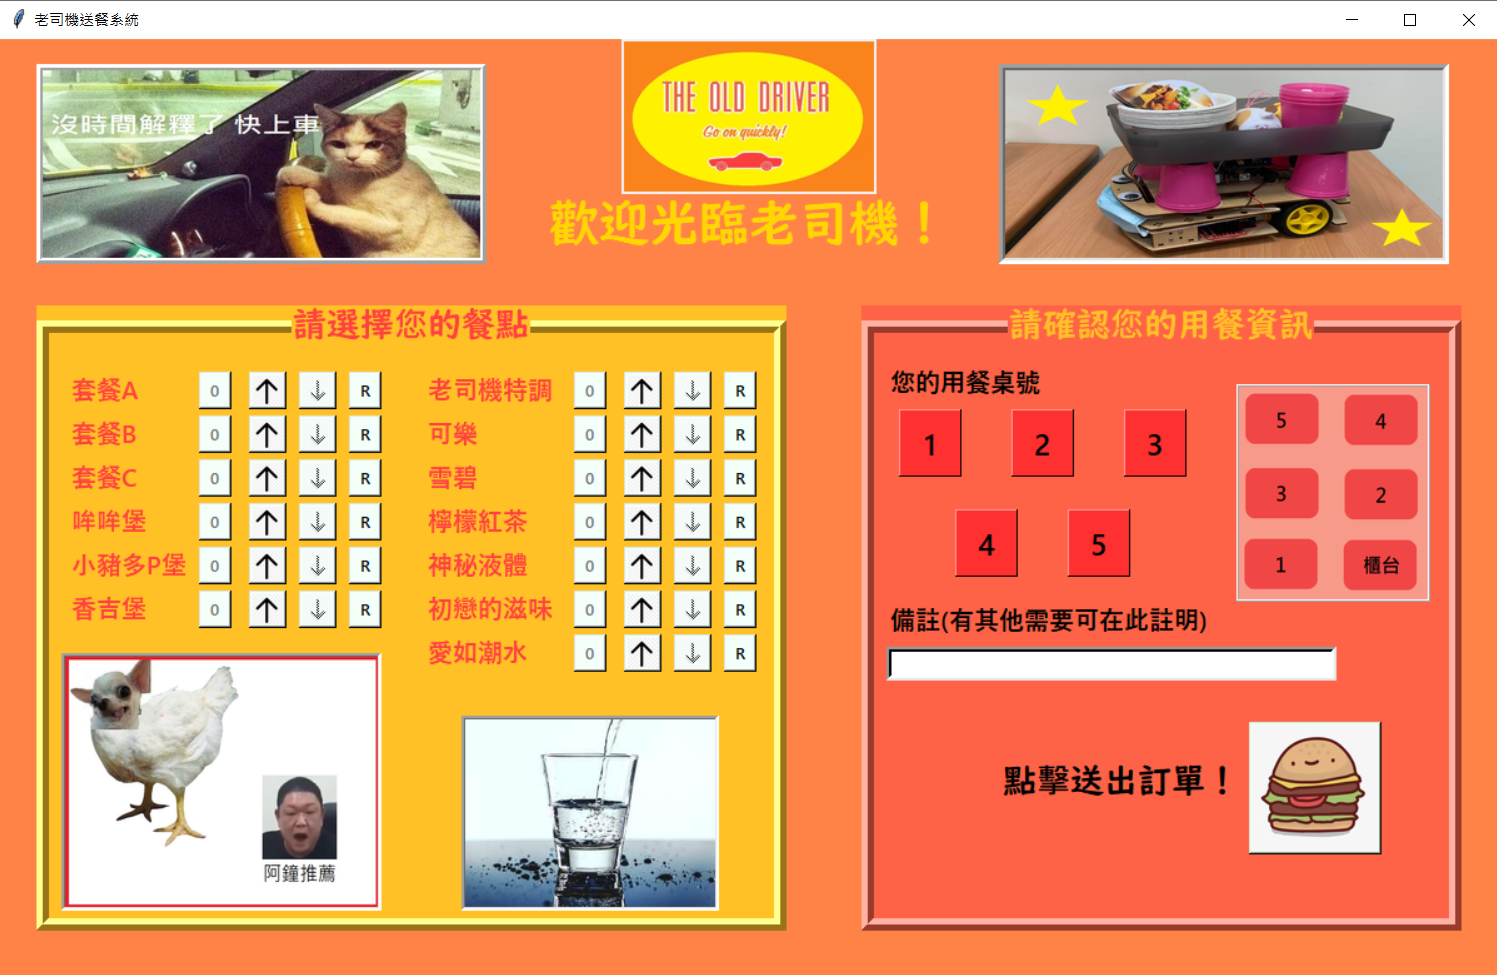 老司機送餐系統
沒時間解釋了 快上車
THE OLD DRIVER
Go on quickly!
歡迎光臨老司機！
請選擇您的餐點
套餐A 0 ↑ ↓ R
套餐B 0 ↑ ↓ R
套餐C 0 ↑ ↓ R
哞哞堡 0 ↑ ↓ R
小豬多P堡 0 ↑ ↓ R
香吉堡 0 ↑ ↓ R
老司機特調 0 ↑ ↓ R
可樂 0 ↑ ↓ R
雪碧 0 ↑ ↓ R
檸檬紅茶 0 ↑ ↓ R
神秘液體 0 ↑ ↓ R
初戀的滋味 0 ↑ ↓ R
愛如潮水 0 ↑ ↓ R
阿鐘推薦
請確認您的用餐資訊
您的用餐桌號
1 2 3
4 5
5 4
3 2
1 櫃台
備註(有其他需要可在此註明)
點擊送出訂單！